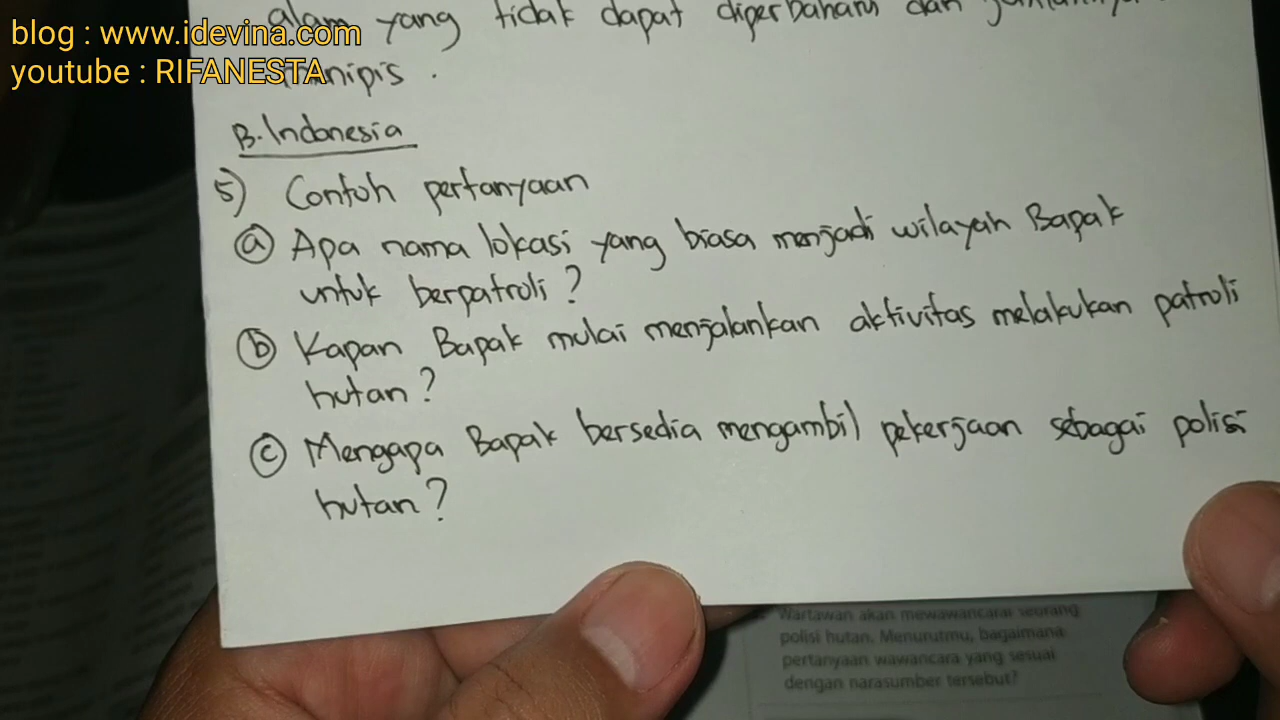 blog : www.idevina.com
youtube : RIFANESTA
alam yang tidak dapat diperbaharui dan
B. Indonesia
5) Contoh pertanyaan
a Apa nama lokasi yang biasa menjadi wilayah Bapak
untuk berpatroli?
b Kapan Bapak mulai menjalankan aktivitas melakukan patroli
hutan?
c Mengapa Bapak bersedia mengambil pekerjaan sebagai polisi
hutan?
Wartawan akan mewawancarai seorang
polisi hutan. Menurutmu, bagaimana
pertanyaan wawancara yang sesuai
dengan narasumber tersebut?